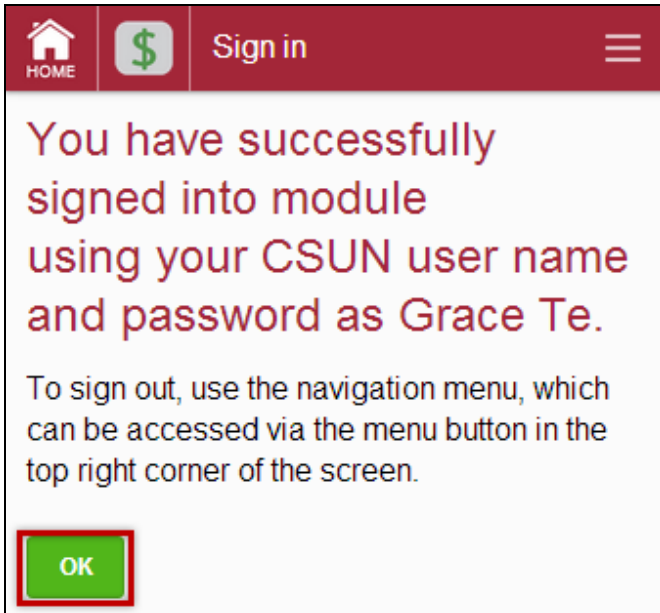 HOME
$
Sign in
You have successfully
signed into module
using your CSUN user name
and password as Grace Te.
To sign out, use the navigation menu, which
can be accessed via the menu button in the
top right corner of the screen.
OK